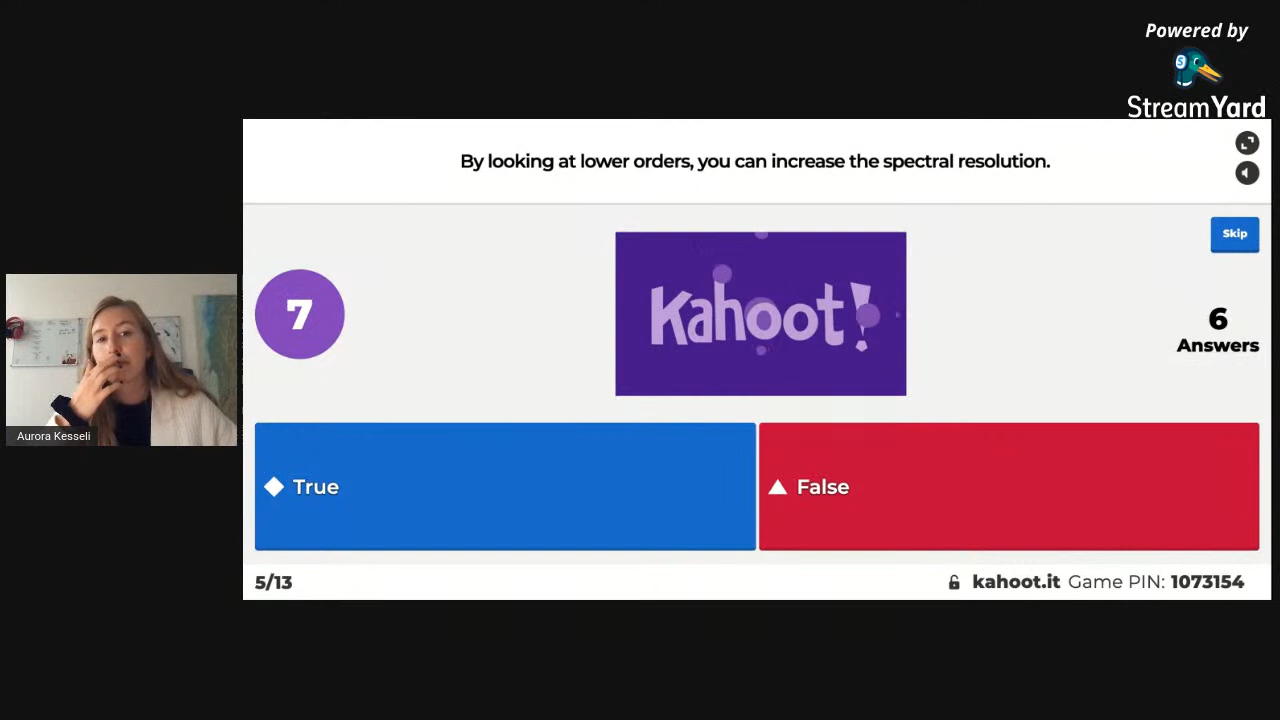 Powered by
StreamYard
By looking at lower orders, you can increase the spectral resolution.
Skip
7
Kahoot!
6
Answers
Aurora Kesseli
True
False
5/13
kahoot.it Game PIN: 1073154